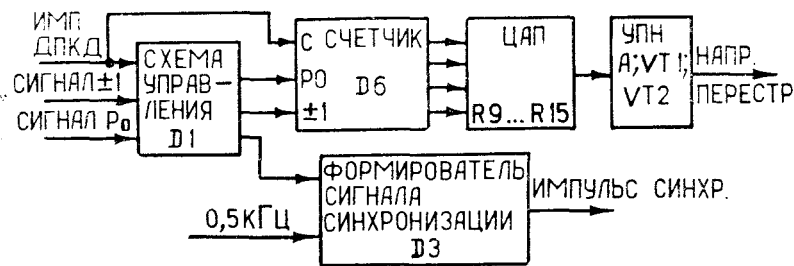 ИМП
ДПКД
СИГНАЛ ±1
СИГНАЛ P₀
СХЕМА
УПРАВ-
ЛЕНИЯ
D1
С СЧЕТЧИК
РО
D6
±1
ЦАП
R9...R15
УПН
А;VT1;
VT2
НАПР.
ПЕРЕСТР
0,5кГЦ
ФОРМИРОВАТЕЛЬ
СИГНАЛА
СИНХРОНИЗАЦИИ
D3
ИМПУЛЬС СИНХР.